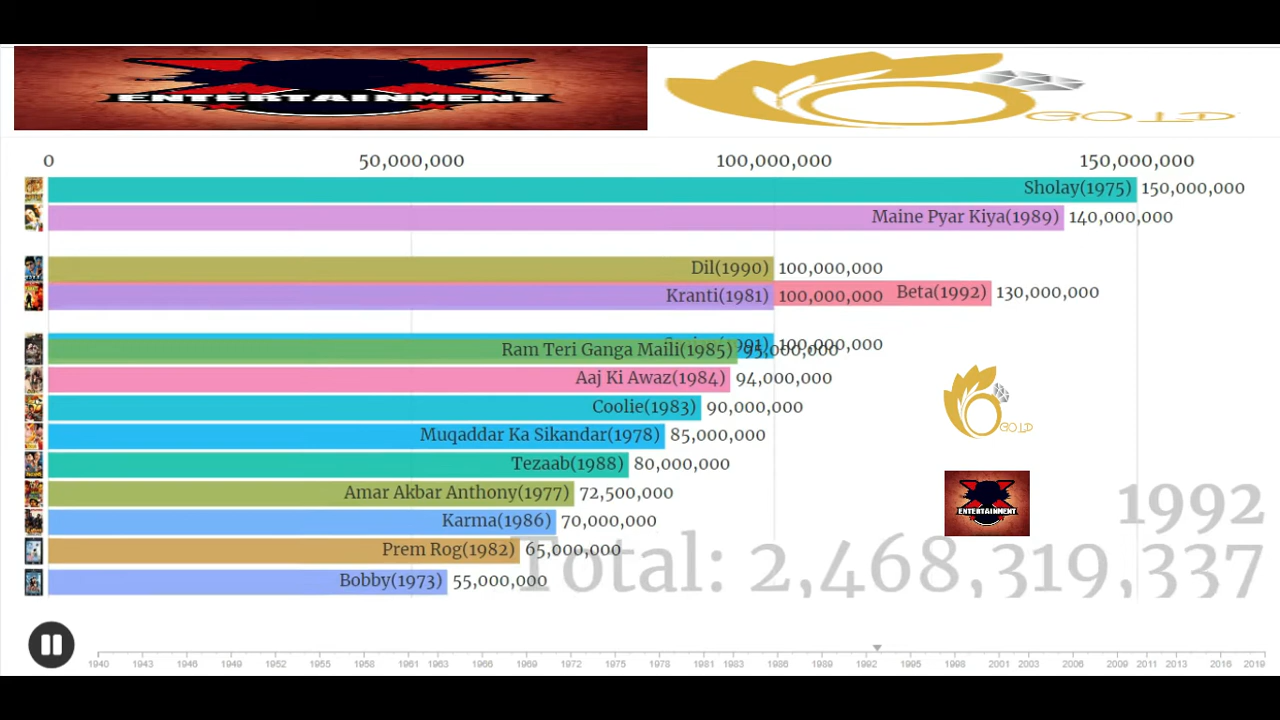 ENTERTAINMENT
GOLD
0 50,000,000 100,000,000 150,000,000
Sholay(1975) 150,000,000
Maine Pyar Kiya(1989) 140,000,000
Dil(1990) 100,000,000
Beta(1992) 130,000,000
Kranti(1981) 100,000,000
100,000,000
Ram Teri Ganga Maili(1985) 95,000,000
Aaj Ki Awaz(1984) 94,000,000
Coolie(1983) 90,000,000
GOLD
Muqaddar Ka Sikandar(1978) 85,000,000
Tezaab(1988) 80,000,000
Amar Akbar Anthony(1977) 72,500,000
ENTERTAINMENT
1992
Karma(1986) 70,000,000
Prem Rog(1982) 65,000,000
Total: 2,468,319,337
Bobby(1973) 55,000,000
1940 1943 1946 1949 1952 1955 1958 1961 1963 1966 1969 1972 1975 1978 1981 1983 1986 1989 1992 1995 1998 2001 2003 2006 2009 2011 2013 2016 2019